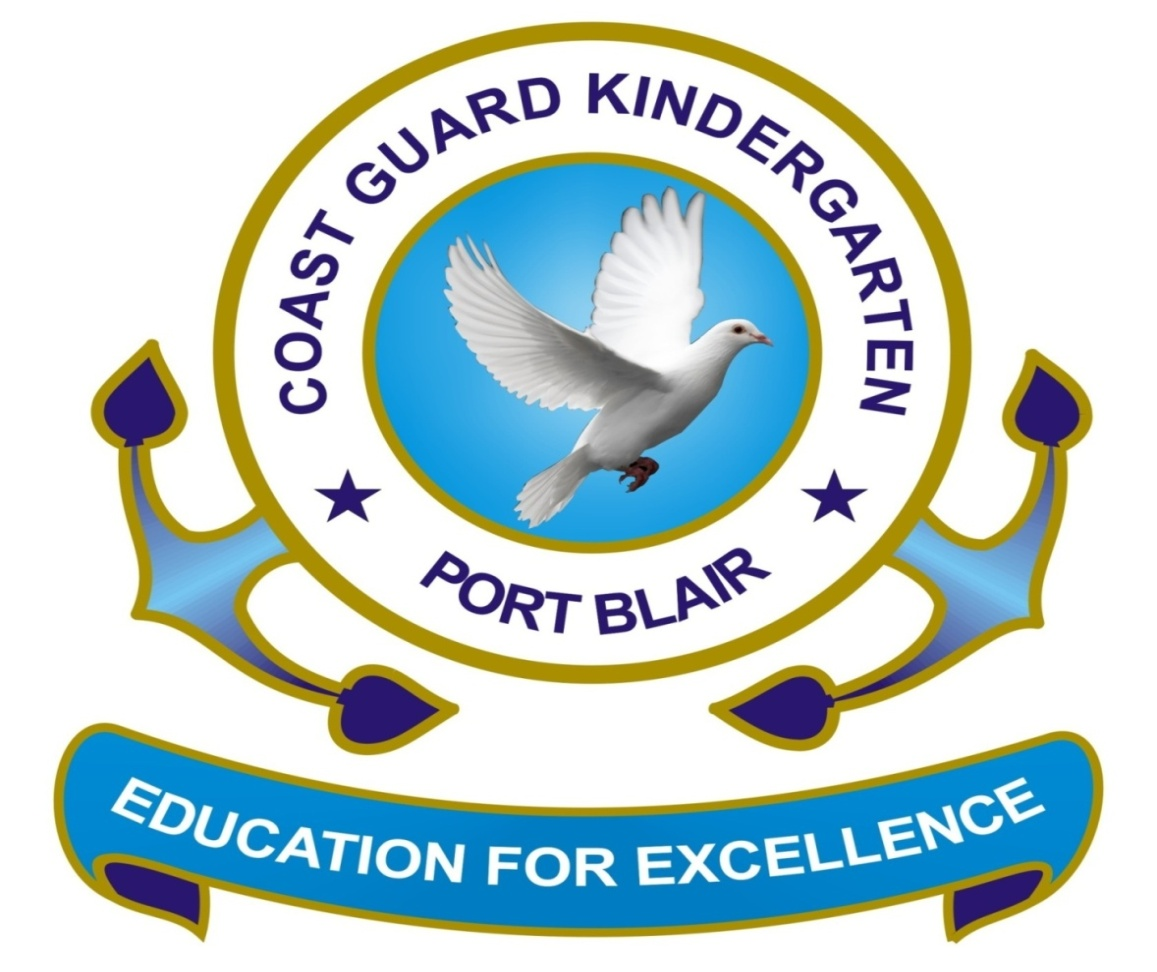 COAST GUARD KINDERGARTEN
PORT BLAIR
EDUCATION FOR EXCELLENCE